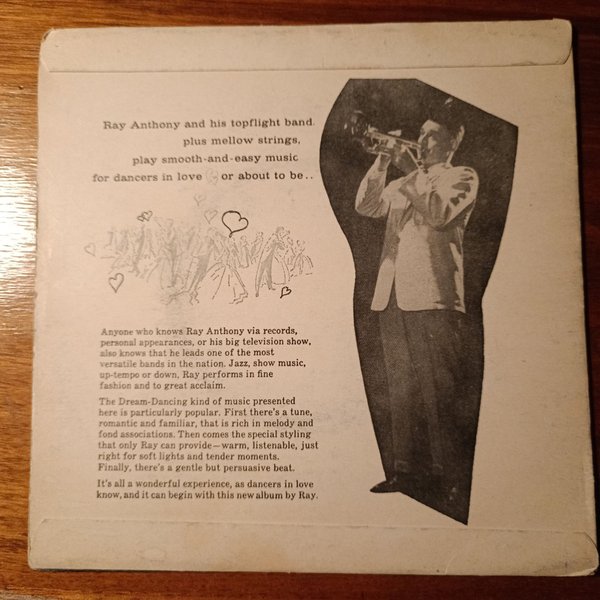 Ray Anthony and his topflight band.
plus mellow strings,
play smooth-and-easy music
for dancers in love or about to be..
Anyone who knows Ray Anthony via records,
personal appearances, or his big television show,
also knows that he leads one of the most
versatile bands in the nation. Jazz, show music,
up-tempo or down, Ray performs in fine
fashion and to great acclaim.
The Dream-Dancing kind of music presented
here is particularly popular. First there's a tune,
romantic and familiar, that is rich in melody and
fond associations. Then comes the special styling
that only Ray can provide—warm, listenable, just
right for soft lights and tender moments.
Finally, there's a gentle but persuasive beat.
It's all a wonderful experience, as dancers in love
know, and it can begin with this new album by Ray.